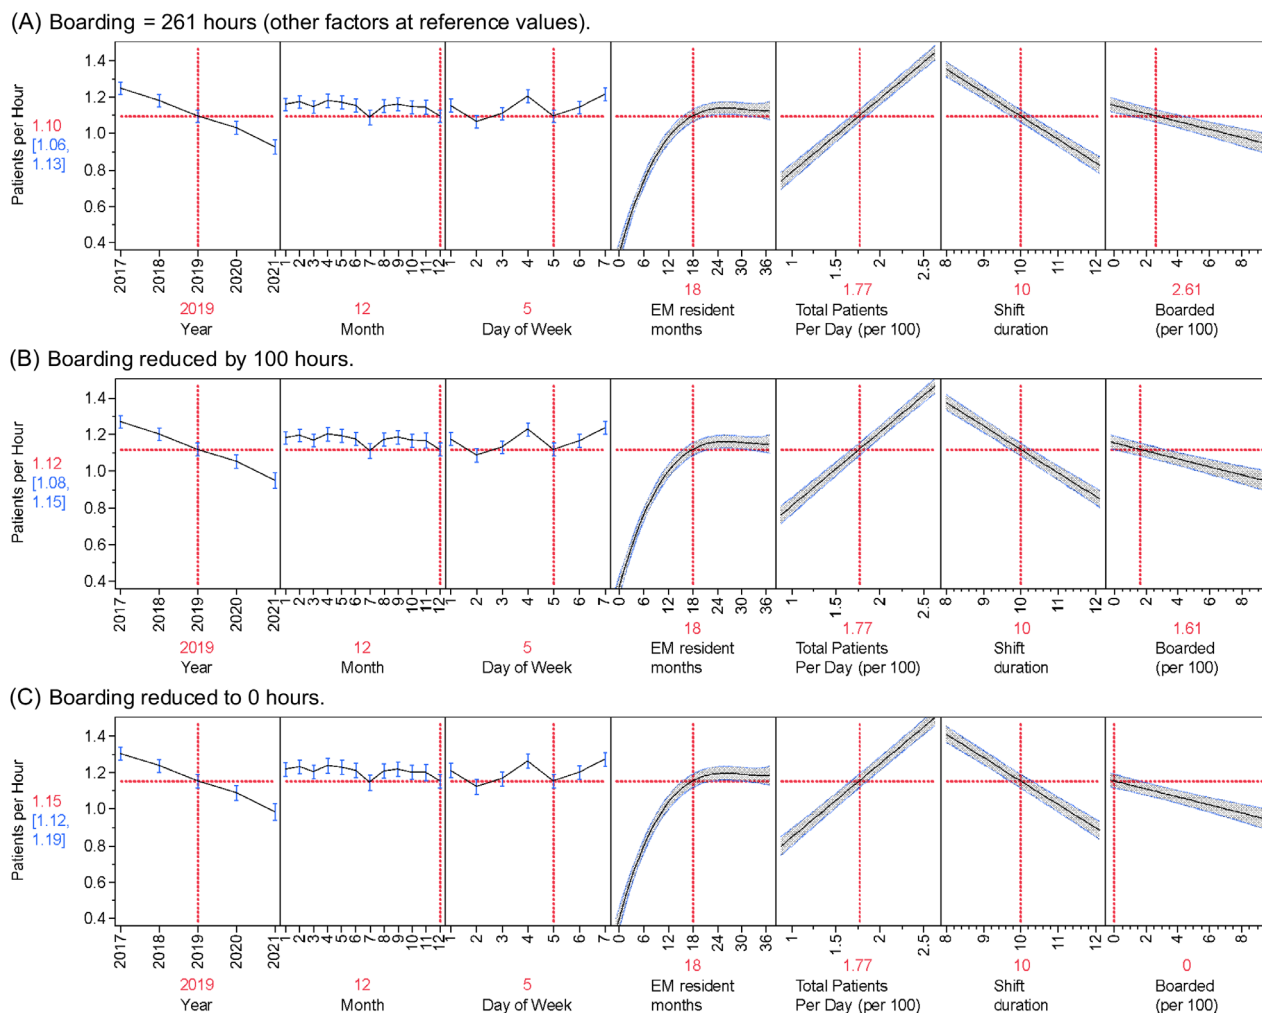 (A) Boarding = 261 hours (other factors at reference values).
Patients per Hour
1.10
[1.06,
1.13]
1.4
1.2
1.0
0.8
0.6
0.4
2017 2018 2019 2020 2021
1 2 3 4 5 6 7 8 9 10 11 12
1 2 3 4 5 6 7
0 6 12 18 24 30 36
1 1.5 2 2.5
8 9 10 11 12
0 2 4 6 8
2019 12 5 18 1.77 10 2.61
Year Month Day of Week EM resident Total Patients Shift Boarded
months Per Day (per 100) duration (per 100)
(B) Boarding reduced by 100 hours.
Patients per Hour
1.12
[1.08,
1.15]
1.4
1.2
1.0
0.8
0.6
0.4
2017 2018 2019 2020 2021
1 2 3 4 5 6 7 8 9 10 11 12
1 2 3 4 5 6 7
0 6 12 18 24 30 36
1 1.5 2 2.5
8 9 10 11 12
0 2 4 6 8
2019 12 5 18 1.77 10 1.61
Year Month Day of Week EM resident Total Patients Shift Boarded
months Per Day (per 100) duration (per 100)
(C) Boarding reduced to 0 hours.
Patients per Hour
1.15
[1.12,
1.19]
1.4
1.2
1.0
0.8
0.6
0.4
2017 2018 2019 2020 2021
1 2 3 4 5 6 7 8 9 10 11 12
1 2 3 4 5 6 7
0 6 12 18 24 30 36
1 1.5 2 2.5
8 9 10 11 12
0 2 4 6 8
2019 12 5 18 1.77 10 0
Year Month Day of Week EM resident Total Patients Shift Boarded
months Per Day (per 100) duration (per 100)